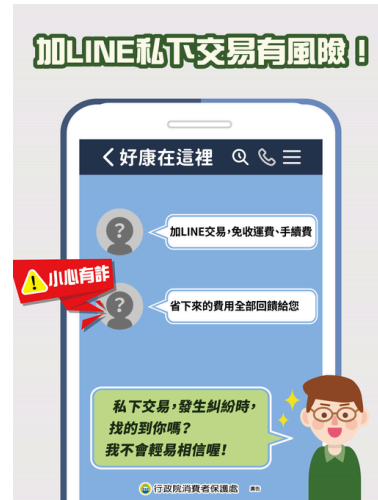 加LINE私下交易有風險！
好康在這裡
?
加LINE交易，免收運費、手續費
小心有詐
?
省下來的費用全部回饋給您
私下交易，發生糾紛時，
找的到你嗎？
我不會輕易相信喔！
行政院消費者保護處 廣告